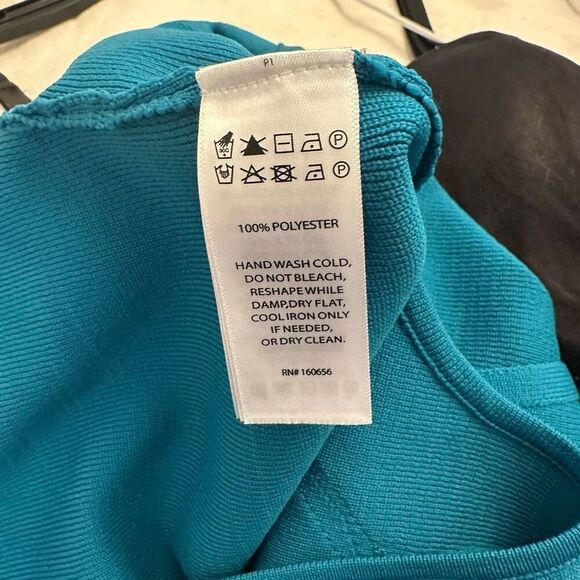 P1
30C P
P
100% POLYESTER
HAND WASH COLD,
DO NOT BLEACH,
RESHAPE WHILE
DAMP,DRY FLAT,
COOL IRON ONLY
IF NEEDED,
OR DRY CLEAN.
RN# 160656